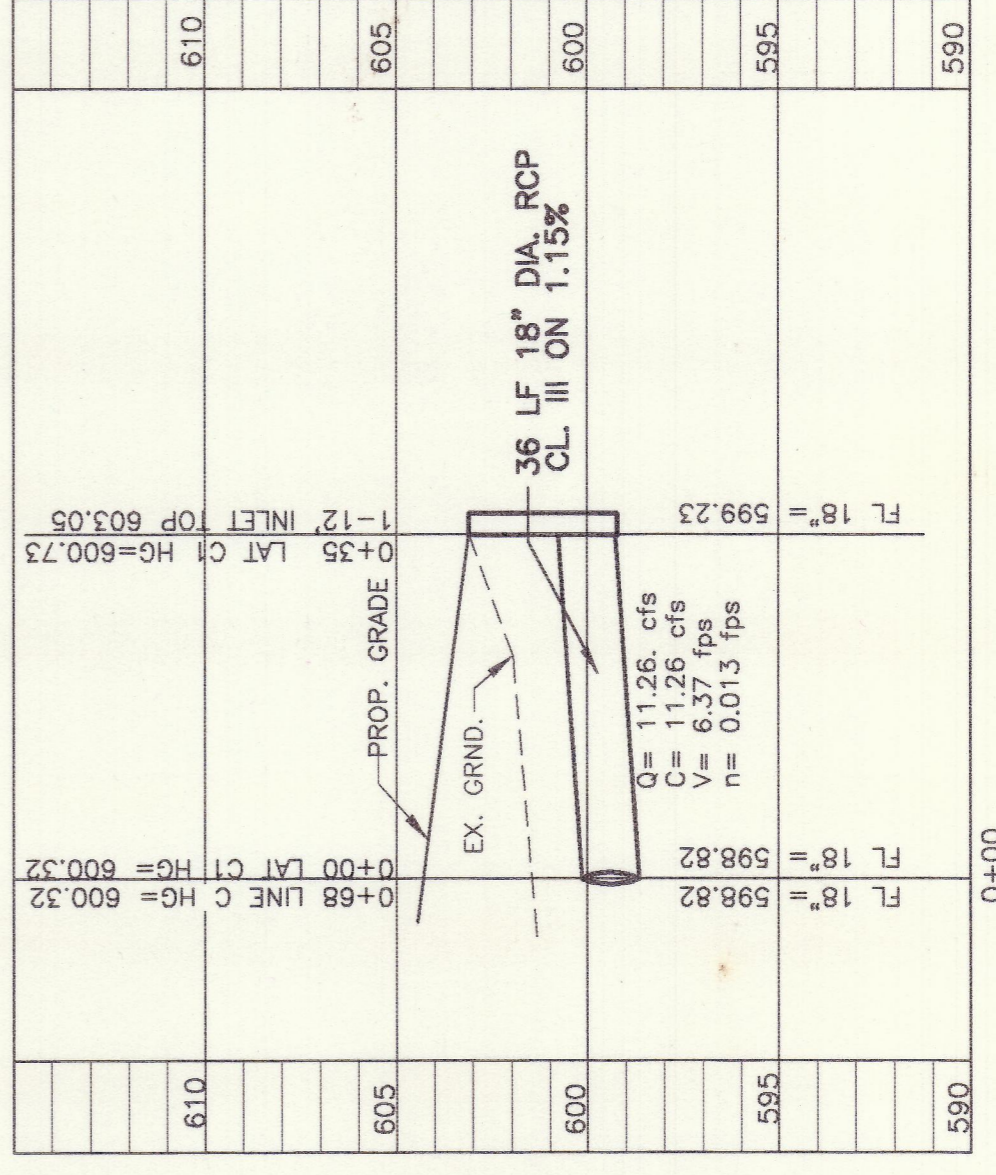 610
605
600
595
590
1-12' INLET TOP 603.05
0+35 LAT C1 HG=600.73
PROP. GRADE
EX. GRND.
36 LF 18" DIA. RCP
CL. III ON 1.15%
FL 18"= 599.23
Q= 11.26. cfs
C= 11.26 cfs
V= 6.37 fps
n= 0.013 fps
0+00 LAT C1 HG= 600.32
0+68 LINE C HG= 600.32
FL 18"= 598.82
FL 18"= 598.82
0+00
610
605
600
595
590